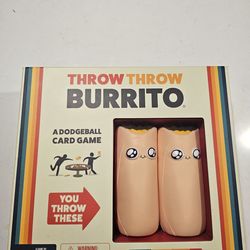 THROW THROW
BURRITO®
A DODGEBALL
CARD GAME
YOU
THROW
THESE
WARNING: